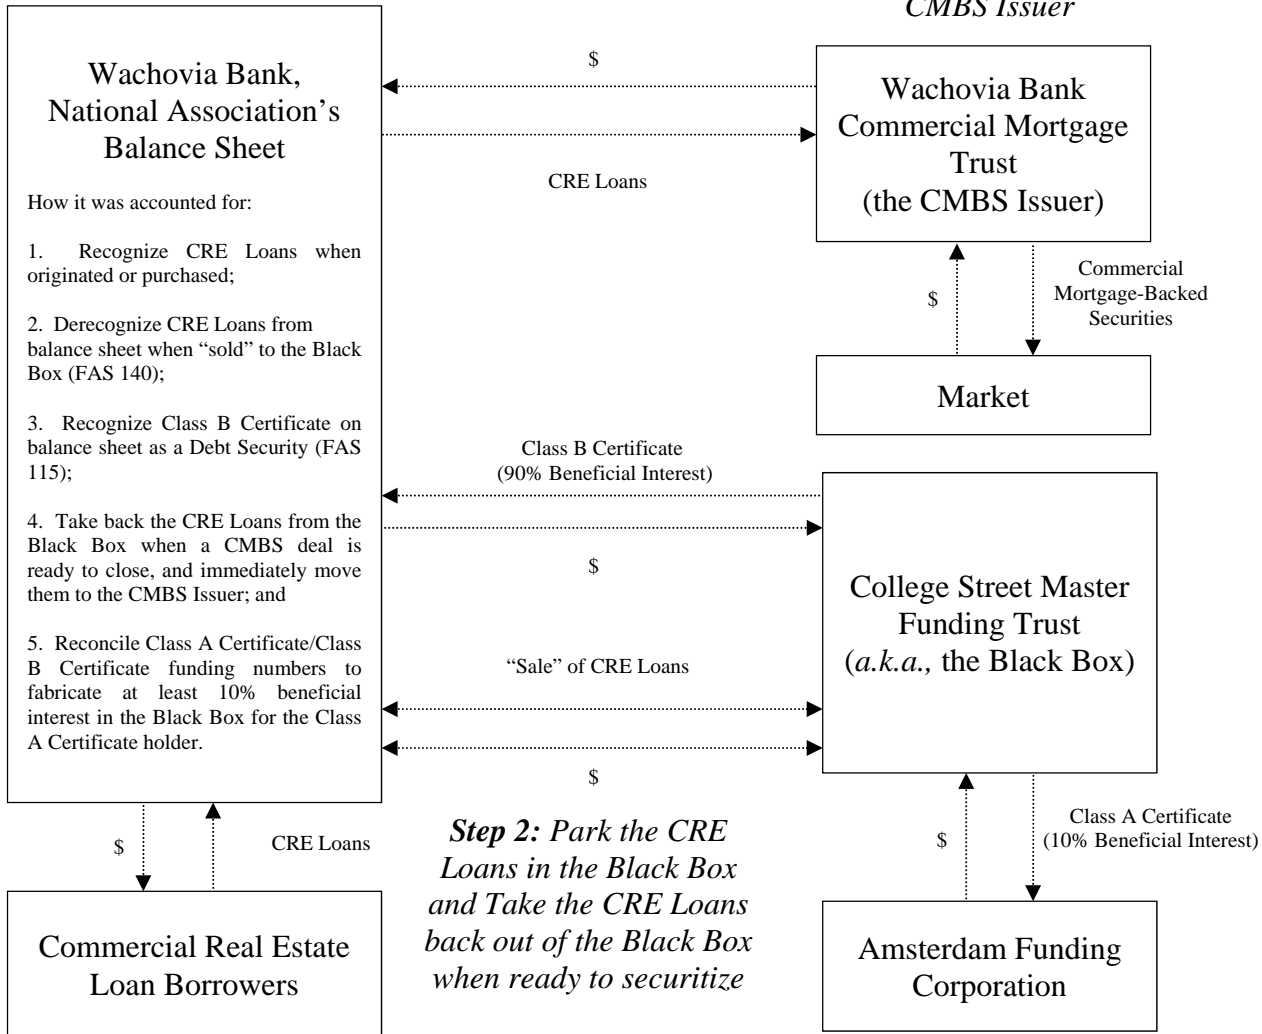 CMBS Issuer
Wachovia Bank,
National Association’s
Balance Sheet
How it was accounted for:
1. Recognize CRE Loans when
originated or purchased;
2. Derecognize CRE Loans from
balance sheet when “sold” to the Black
Box (FAS 140);
3. Recognize Class B Certificate on
balance sheet as a Debt Security (FAS
115);
4. Take back the CRE Loans from the
Black Box when a CMBS deal is
ready to close, and immediately move
them to the CMBS Issuer; and
5. Reconcile Class A Certificate/Class
B Certificate funding numbers to
fabricate at least 10% beneficial
interest in the Black Box for the Class
A Certificate holder.
$
CRE Loans
Wachovia Bank
Commercial Mortgage
Trust
(the CMBS Issuer)
$
Commercial
Mortgage-Backed
Securities
Market
Class B Certificate
(90% Beneficial Interest)
$
“Sale” of CRE Loans
$
College Street Master
Funding Trust
(a.k.a., the Black Box)
$
CRE Loans
Step 2: Park the CRE
Loans in the Black Box
and Take the CRE Loans
back out of the Black Box
when ready to securitize
$
Class A Certificate
(10% Beneficial Interest)
Commercial Real Estate
Loan Borrowers
Amsterdam Funding
Corporation